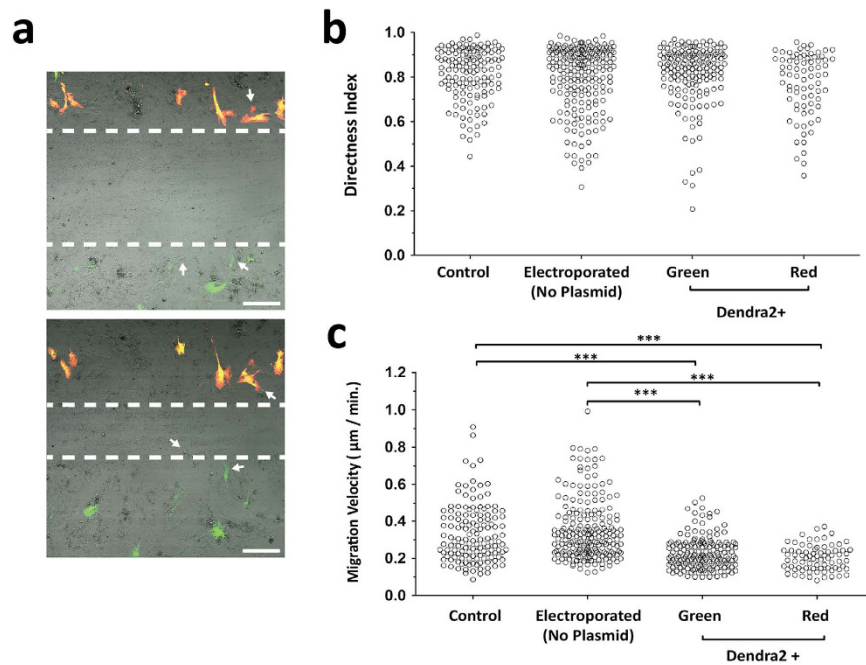 a
b
1.0
0.8
0.6
0.4
0.2
0.0
Directness Index
Control
Electroporated
(No Plasmid)
Green
Red
Dendra2+
c
***
***
***
***
1.2
1.0
0.8
0.6
0.4
0.2
0.0
Migration Velocity ( µm / min.)
Control
Electroporated
(No Plasmid)
Green
Red
Dendra2 +